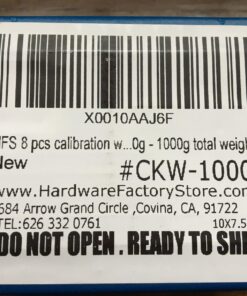 X0010AAJ6F
HFS 8 pcs calibration w...0g - 1000g total weigh
New
#CKW-1000
www.HardwareFactoryStore.com
684 Arrow Grand Circle ,Covina, CA, 91722
TEL:626 332 0761
10X7.5
DO NOT OPEN . READY TO SH